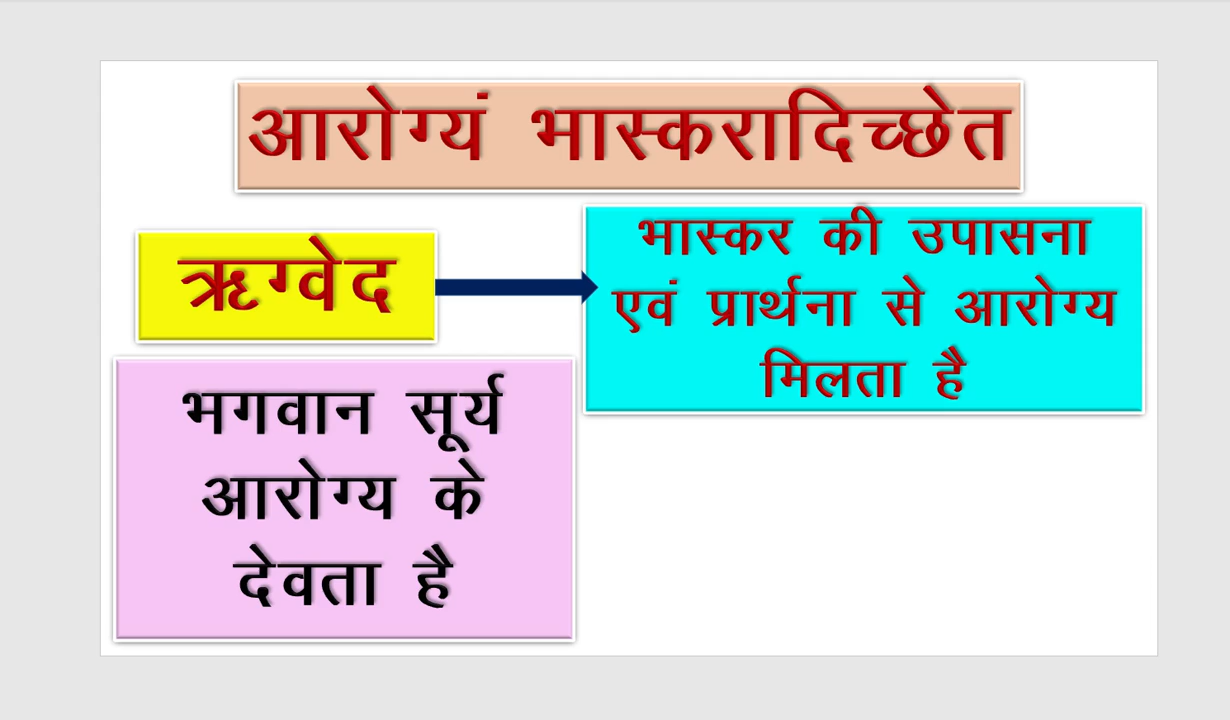 आरोग्यं भास्करादिच्छेत
ऋग्वेद
भास्कर की उपासना
एवं प्रार्थना से आरोग्य
मिलता है
भगवान सूर्य
आरोग्य के
देवता है